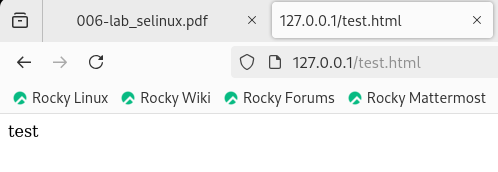 006-lab_selinux.pdf × 127.0.0.1/test.html ×
127.0.0.1/test.html
Rocky Linux Rocky Wiki Rocky Forums Rocky Mattermost
test